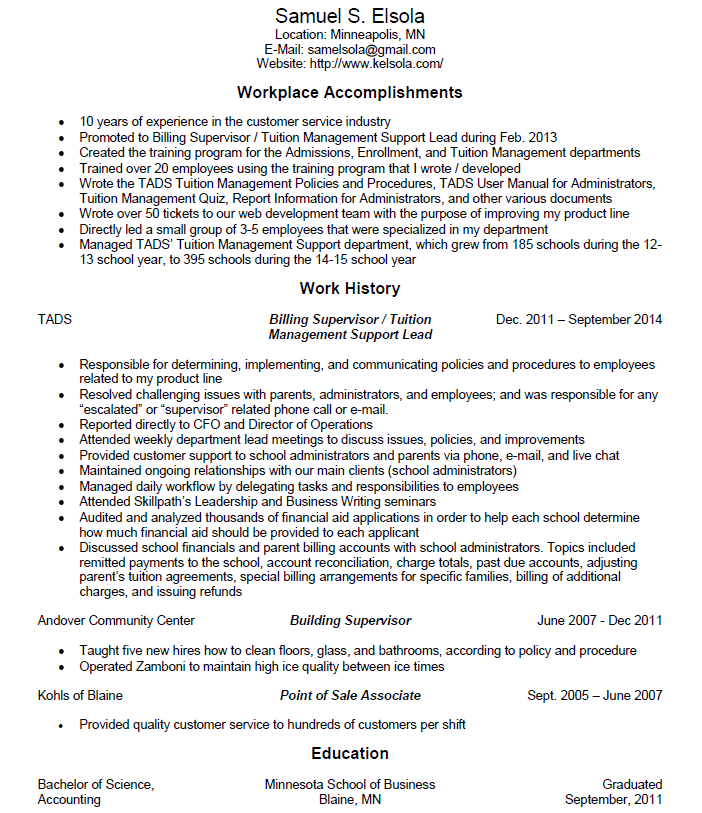 Samuel S. Elsola
Location: Minneapolis, MN
E-Mail: samelsola@gmail.com
Website: http://www.kelsola.com/
Workplace Accomplishments
• 10 years of experience in the customer service industry
• Promoted to Billing Supervisor / Tuition Management Support Lead during Feb. 2013
• Created the training program for the Admissions, Enrollment, and Tuition Management departments
• Trained over 20 employees using the training program that I wrote / developed
• Wrote the TADS Tuition Management Policies and Procedures, TADS User Manual for Administrators,
Tuition Management Quiz, Report Information for Administrators, and other various documents
• Wrote over 50 tickets to our web development team with the purpose of improving my product line
• Directly led a small group of 3-5 employees that were specialized in my department
• Managed TADS' Tuition Management Support department, which grew from 185 schools during the 12-
13 school year, to 395 schools during the 14-15 school year
Work History
TADS Billing Supervisor / Tuition Dec. 2011 – September 2014
Management Support Lead
• Responsible for determining, implementing, and communicating policies and procedures to employees
related to my product line
• Resolved challenging issues with parents, administrators, and employees; and was responsible for any
“escalated” or “supervisor” related phone call or e-mail.
• Reported directly to CFO and Director of Operations
• Attended weekly department lead meetings to discuss issues, policies, and improvements
• Provided customer support to school administrators and parents via phone, e-mail, and live chat
• Maintained ongoing relationships with our main clients (school administrators)
• Managed daily workflow by delegating tasks and responsibilities to employees
• Attended Skillpath's Leadership and Business Writing seminars
• Audited and analyzed thousands of financial aid applications in order to help each school determine
how much financial aid should be provided to each applicant
• Discussed school financials and parent billing accounts with school administrators. Topics included
remitted payments to the school, account reconciliation, charge totals, past due accounts, adjusting
parent's tuition agreements, special billing arrangements for specific families, billing of additional
charges, and issuing refunds
Andover Community Center Building Supervisor June 2007 - Dec 2011
• Taught five new hires how to clean floors, glass, and bathrooms, according to policy and procedure
• Operated Zamboni to maintain high ice quality between ice times
Kohls of Blaine Point of Sale Associate Sept. 2005 – June 2007
• Provided quality customer service to hundreds of customers per shift
Education
Bachelor of Science, Minnesota School of Business Graduated
Accounting Blaine, MN September, 2011